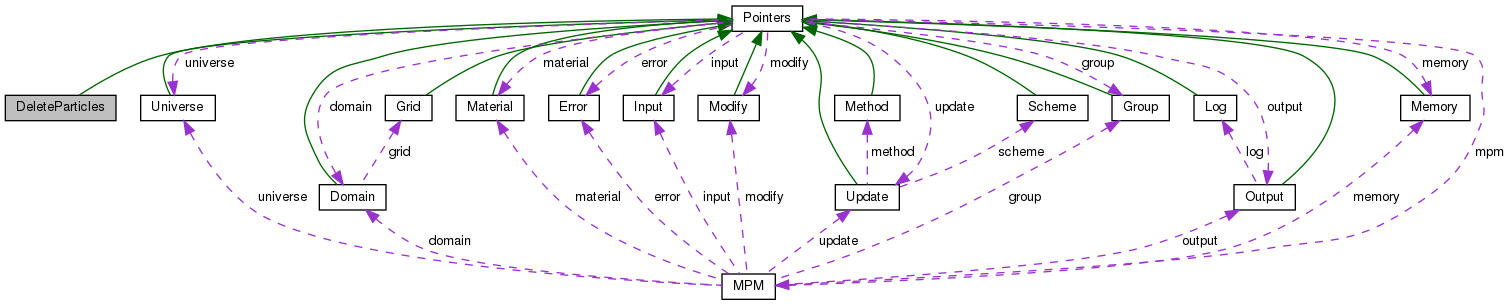 Pointers
universe
material
error
input
modify
group
memory
DeleteParticles
Universe
domain
Grid
Material
Error
Input
Modify
Method
update
Scheme
Group
Log
output
Memory
grid
method
scheme
log
mpm
Domain
Update
Output
universe
material
error
input
modify
group
memory
domain
update
output
MPM